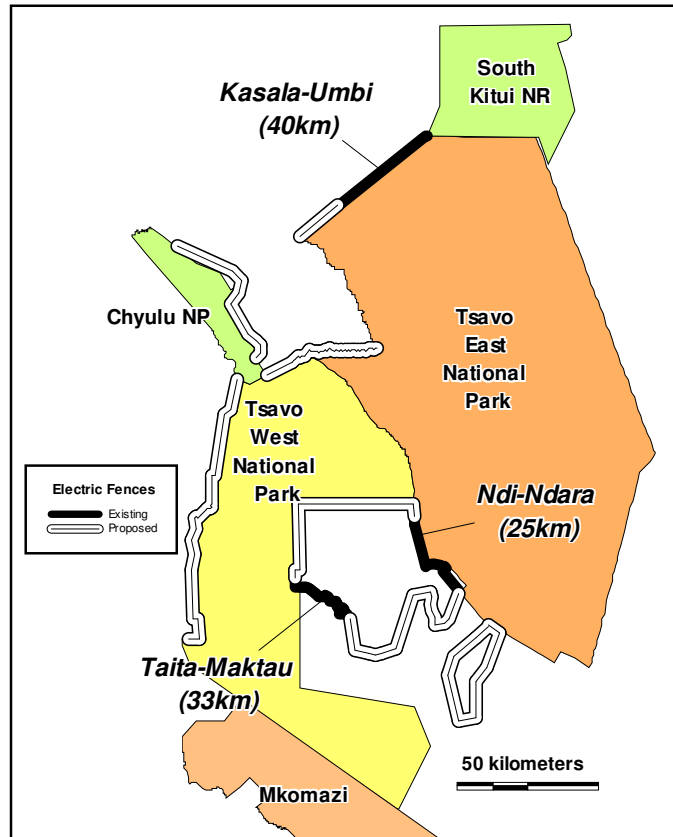 South
Kitui NR
Kasala-Umbi
(40km)
Chyulu NP
Tsavo
East
National
Park
Tsavo
West
National
Park
Electric Fences
Existing
Proposed
Ndi-Ndara
(25km)
Taita-Maktau
(33km)
50 kilometers
Mkomazi